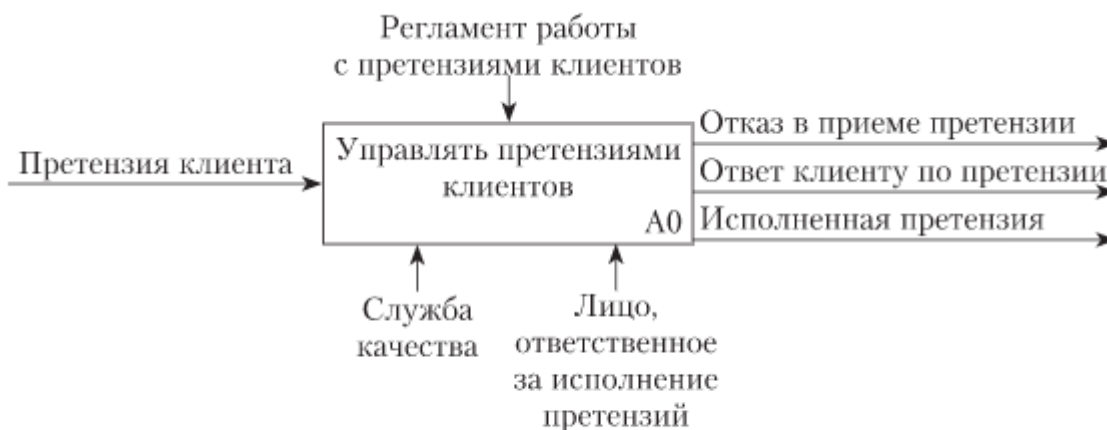 Регламент работы
с претензиями клиентов
Претензия клиента
Управлять претензиями
клиентов
А0
Отказ в приеме претензии
Ответ клиенту по претензии
Исполненная претензия
Служба
качества
Лицо,
ответственное
за исполнение
претензий